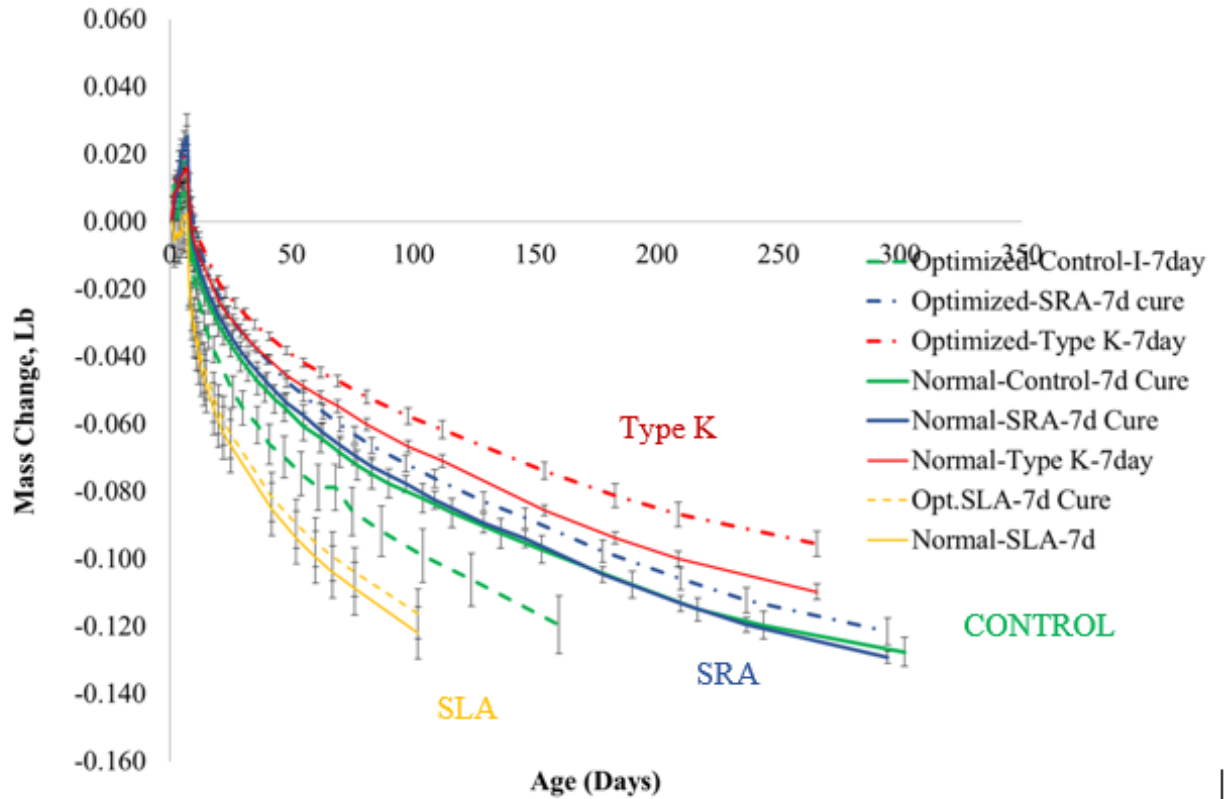 0.060
0.040
0.020
0.000
-0.020
-0.040
-0.060
-0.080
-0.100
-0.120
-0.140
-0.160
Mass Change, Lb
0 50 100 150 200 250 300 350
Age (Days)
Optimized-Control-I-7day
Optimized-SRA-7d cure
Optimized-Type K-7day
Normal-Control-7d Cure
Normal-SRA-7d Cure
Normal-Type K-7day
Opt.SLA-7d Cure
Normal-SLA-7d
Type K
CONTROL
SRA
SLA